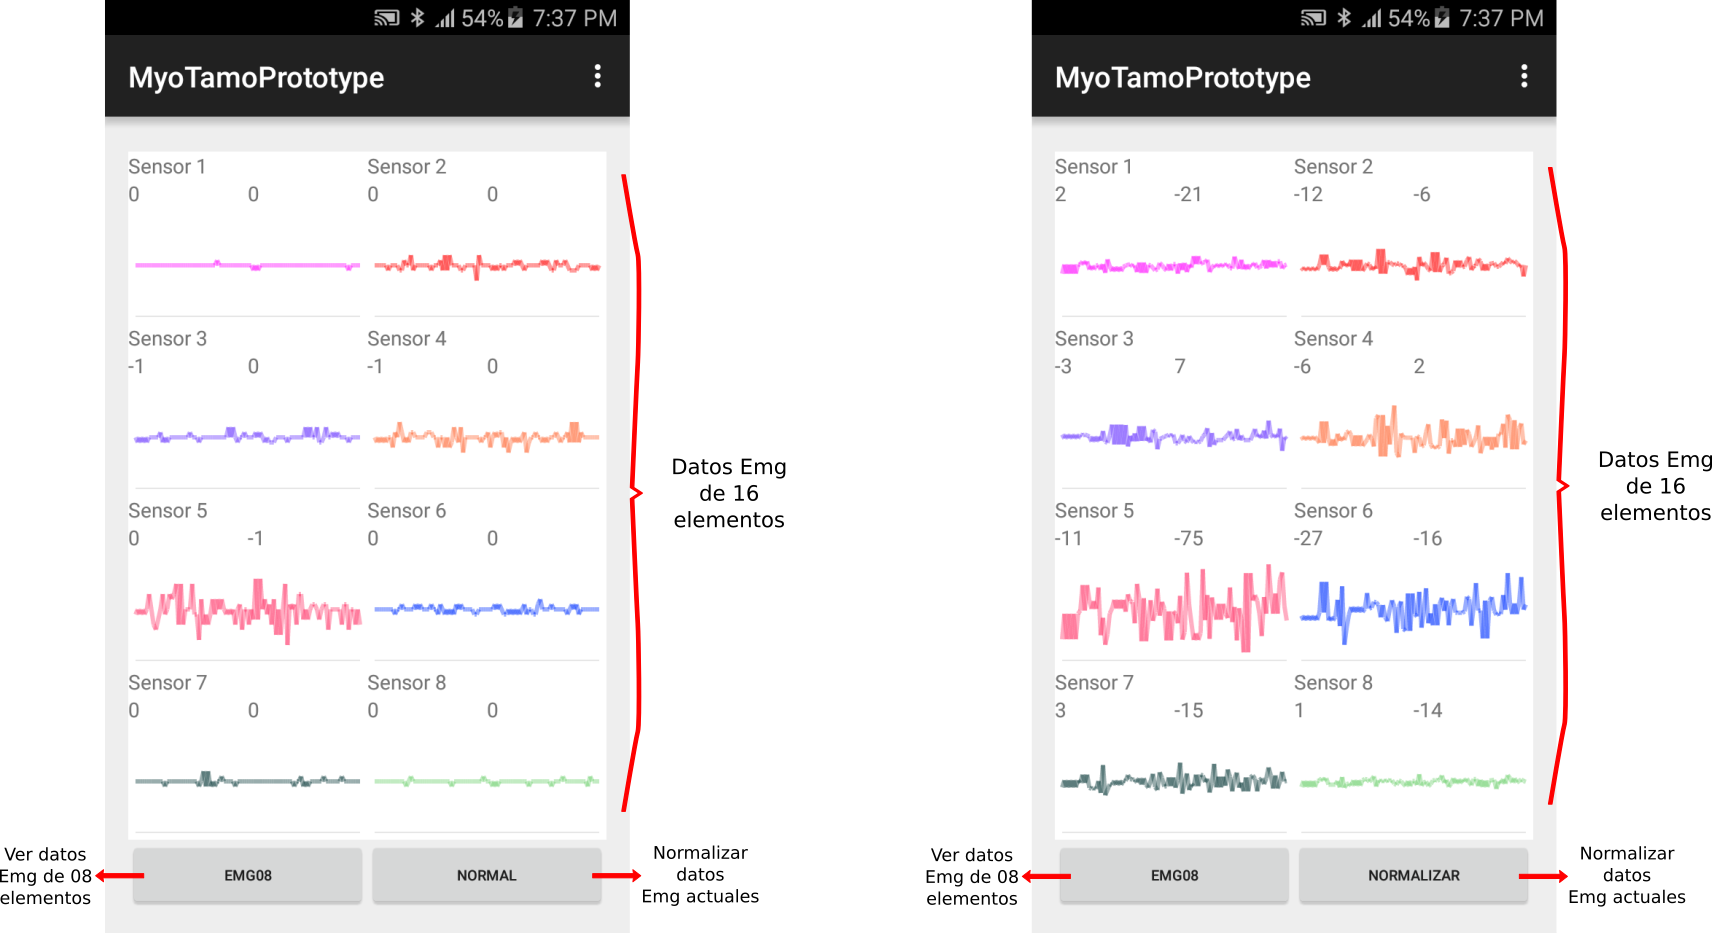 54% 7:37 PM
MyoTamoPrototype
Sensor 1 Sensor 2
0 0 0 0
Sensor 3 Sensor 4
-1 0 -1 0
Sensor 5 Sensor 6
0 -1 0 0
Sensor 7 Sensor 8
0 0 0 0
EMG08 NORMAL
Datos Emg
de 16
elementos
Ver datos
Emg de 08
elementos
Normalizar
datos
Emg actuales
54% 7:37 PM
MyoTamoPrototype
Sensor 1 Sensor 2
2 -21 -12 -6
Sensor 3 Sensor 4
-3 7 -6 2
Sensor 5 Sensor 6
-11 -75 -27 -16
Sensor 7 Sensor 8
3 -15 1 -14
EMG08 NORMALIZAR
Datos Emg
de 16
elementos
Ver datos
Emg de 08
elementos
Normalizar
datos
Emg actuales